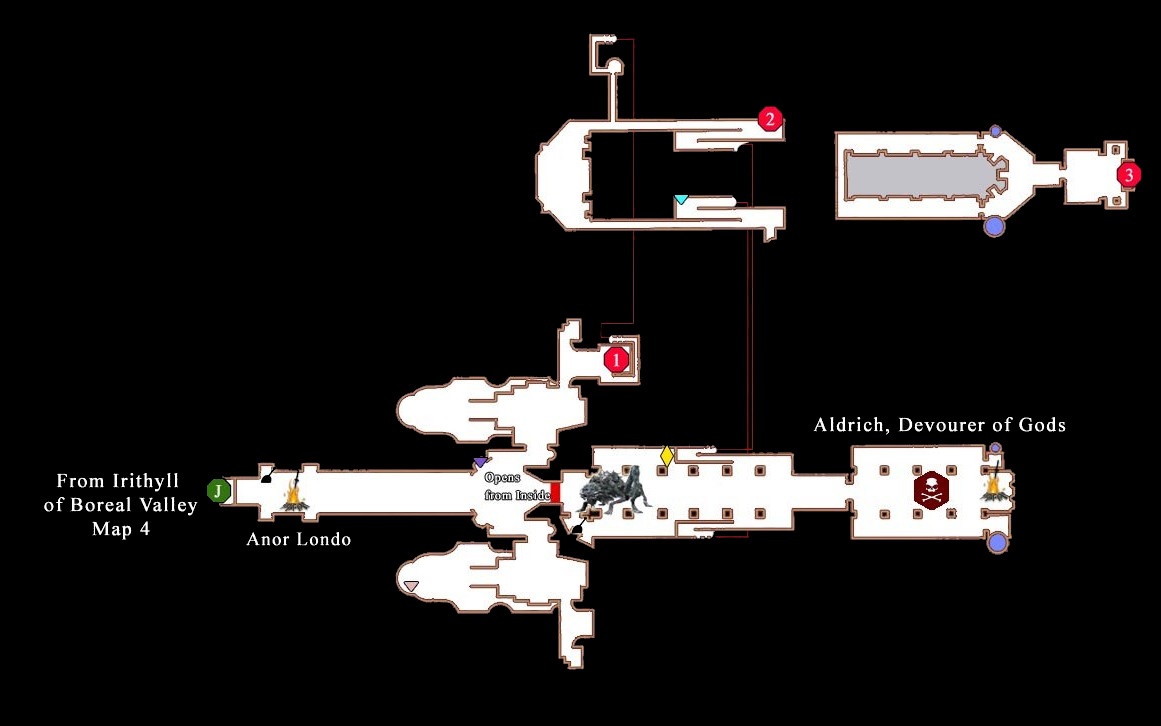 2
3
1
Aldrich, Devourer of Gods
From Irithyll
of Boreal Valley
Map 4
J
Opens
from Inside
Anor Londo